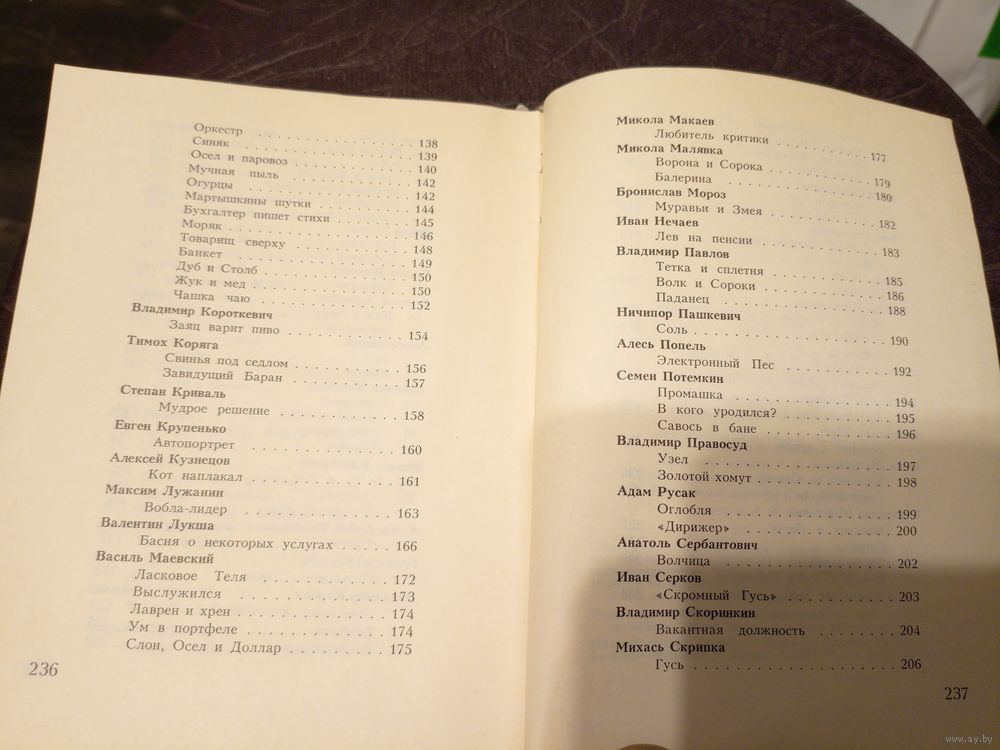 Оркестр . . . . . . . . . . . . . . 138
Синяк . . . . . . . . . . . . . . 139
Осел и паровоз . . . . . . . . . . 140
Мучная пыль . . . . . . . . . . 142
Огурцы . . . . . . . . . . . . . . 142
Мартышкины шутки . . . . . . . . 144
Бухгалтер пишет стихи . . . . . . 145
Моряк . . . . . . . . . . . . . . 146
Товарищ сверху . . . . . . . . . . 148
Банкет . . . . . . . . . . . . . . 149
Дуб и Столб . . . . . . . . . . . 150
Жук и мед . . . . . . . . . . . . 150
Чашка чаю . . . . . . . . . . . . 152
Владимир Короткевич
Заяц варит пиво . . . . . . . . . 154
Тимох Коряга
Свинья под седлом . . . . . . . . 156
Завидущий Баран . . . . . . . . . 157
Степан Криваль
Мудрое решение . . . . . . . . . 158
Евген Крупенько
Автопортрет . . . . . . . . . . . 160
Алексей Кузнецов
Кот наплакал . . . . . . . . . . 161
Максим Лужанин
Вобла-лидер . . . . . . . . . . . 163
Валентин Лукша
Басня о некоторых услугах . . . . . 166
Василь Маевский
Ласковое Теля . . . . . . . . . . 172
Выслужился . . . . . . . . . . . 173
Лаврен и хрен . . . . . . . . . . 174
Ум в портфеле . . . . . . . . . . 174
Слон, Осел и Доллар . . . . . . . . 175
236
Микола Макаев
Любитель критики . . . . . . . . 177
Микола Малявка
Ворона и Сорока . . . . . . . . . 179
Балерина . . . . . . . . . . . . 180
Бронислав Мороз
Муравьи и Змея . . . . . . . . . 182
Иван Нечаев
Лев на пенсии . . . . . . . . . . 183
Владимир Павлов
Тетка и сплетня . . . . . . . . . 185
Волк и Сороки . . . . . . . . . . 186
Паданец . . . . . . . . . . . . . 188
Ничипор Пашкевич
Соль . . . . . . . . . . . . . . 190
Алесь Попель
Электронный Пес . . . . . . . . . 192
Семен Потемкин
Промашка . . . . . . . . . . . . 194
В кого уродился? . . . . . . . . . 195
Савось в бане . . . . . . . . . . 196
Владимир Правосуд
Узел . . . . . . . . . . . . . . 197
Золотой хомут . . . . . . . . . . 198
Адам Русак
Оглобля . . . . . . . . . . . . . 199
«Дирижер» . . . . . . . . . . . . 200
Анатоль Сербантович
Волчица . . . . . . . . . . . . . 202
Иван Серков
«Скромный Гусь» . . . . . . . . . 203
Владимир Скоринкин
Вакантная должность . . . . . . . 204
Михась Скрипка
Гусь . . . . . . . . . . . . . . 206
237
www.ay.by